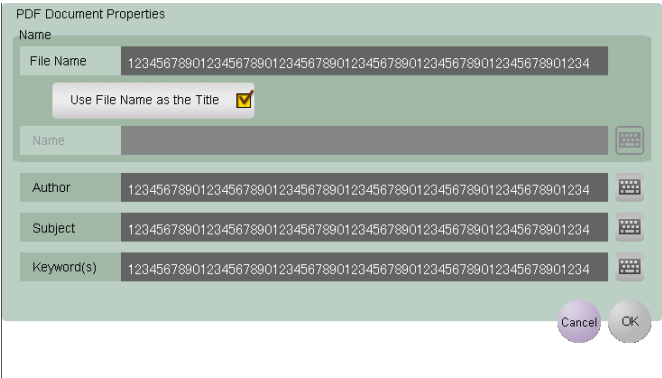 PDF Document Properties
Name
File Name 1234567890123456789012345678901234567890123456789012345678901234
Use File Name as the Title
Name
Author 1234567890123456789012345678901234567890123456789012345678901234
Subject 1234567890123456789012345678901234567890123456789012345678901234
Keyword(s) 1234567890123456789012345678901234567890123456789012345678901234
Cancel OK